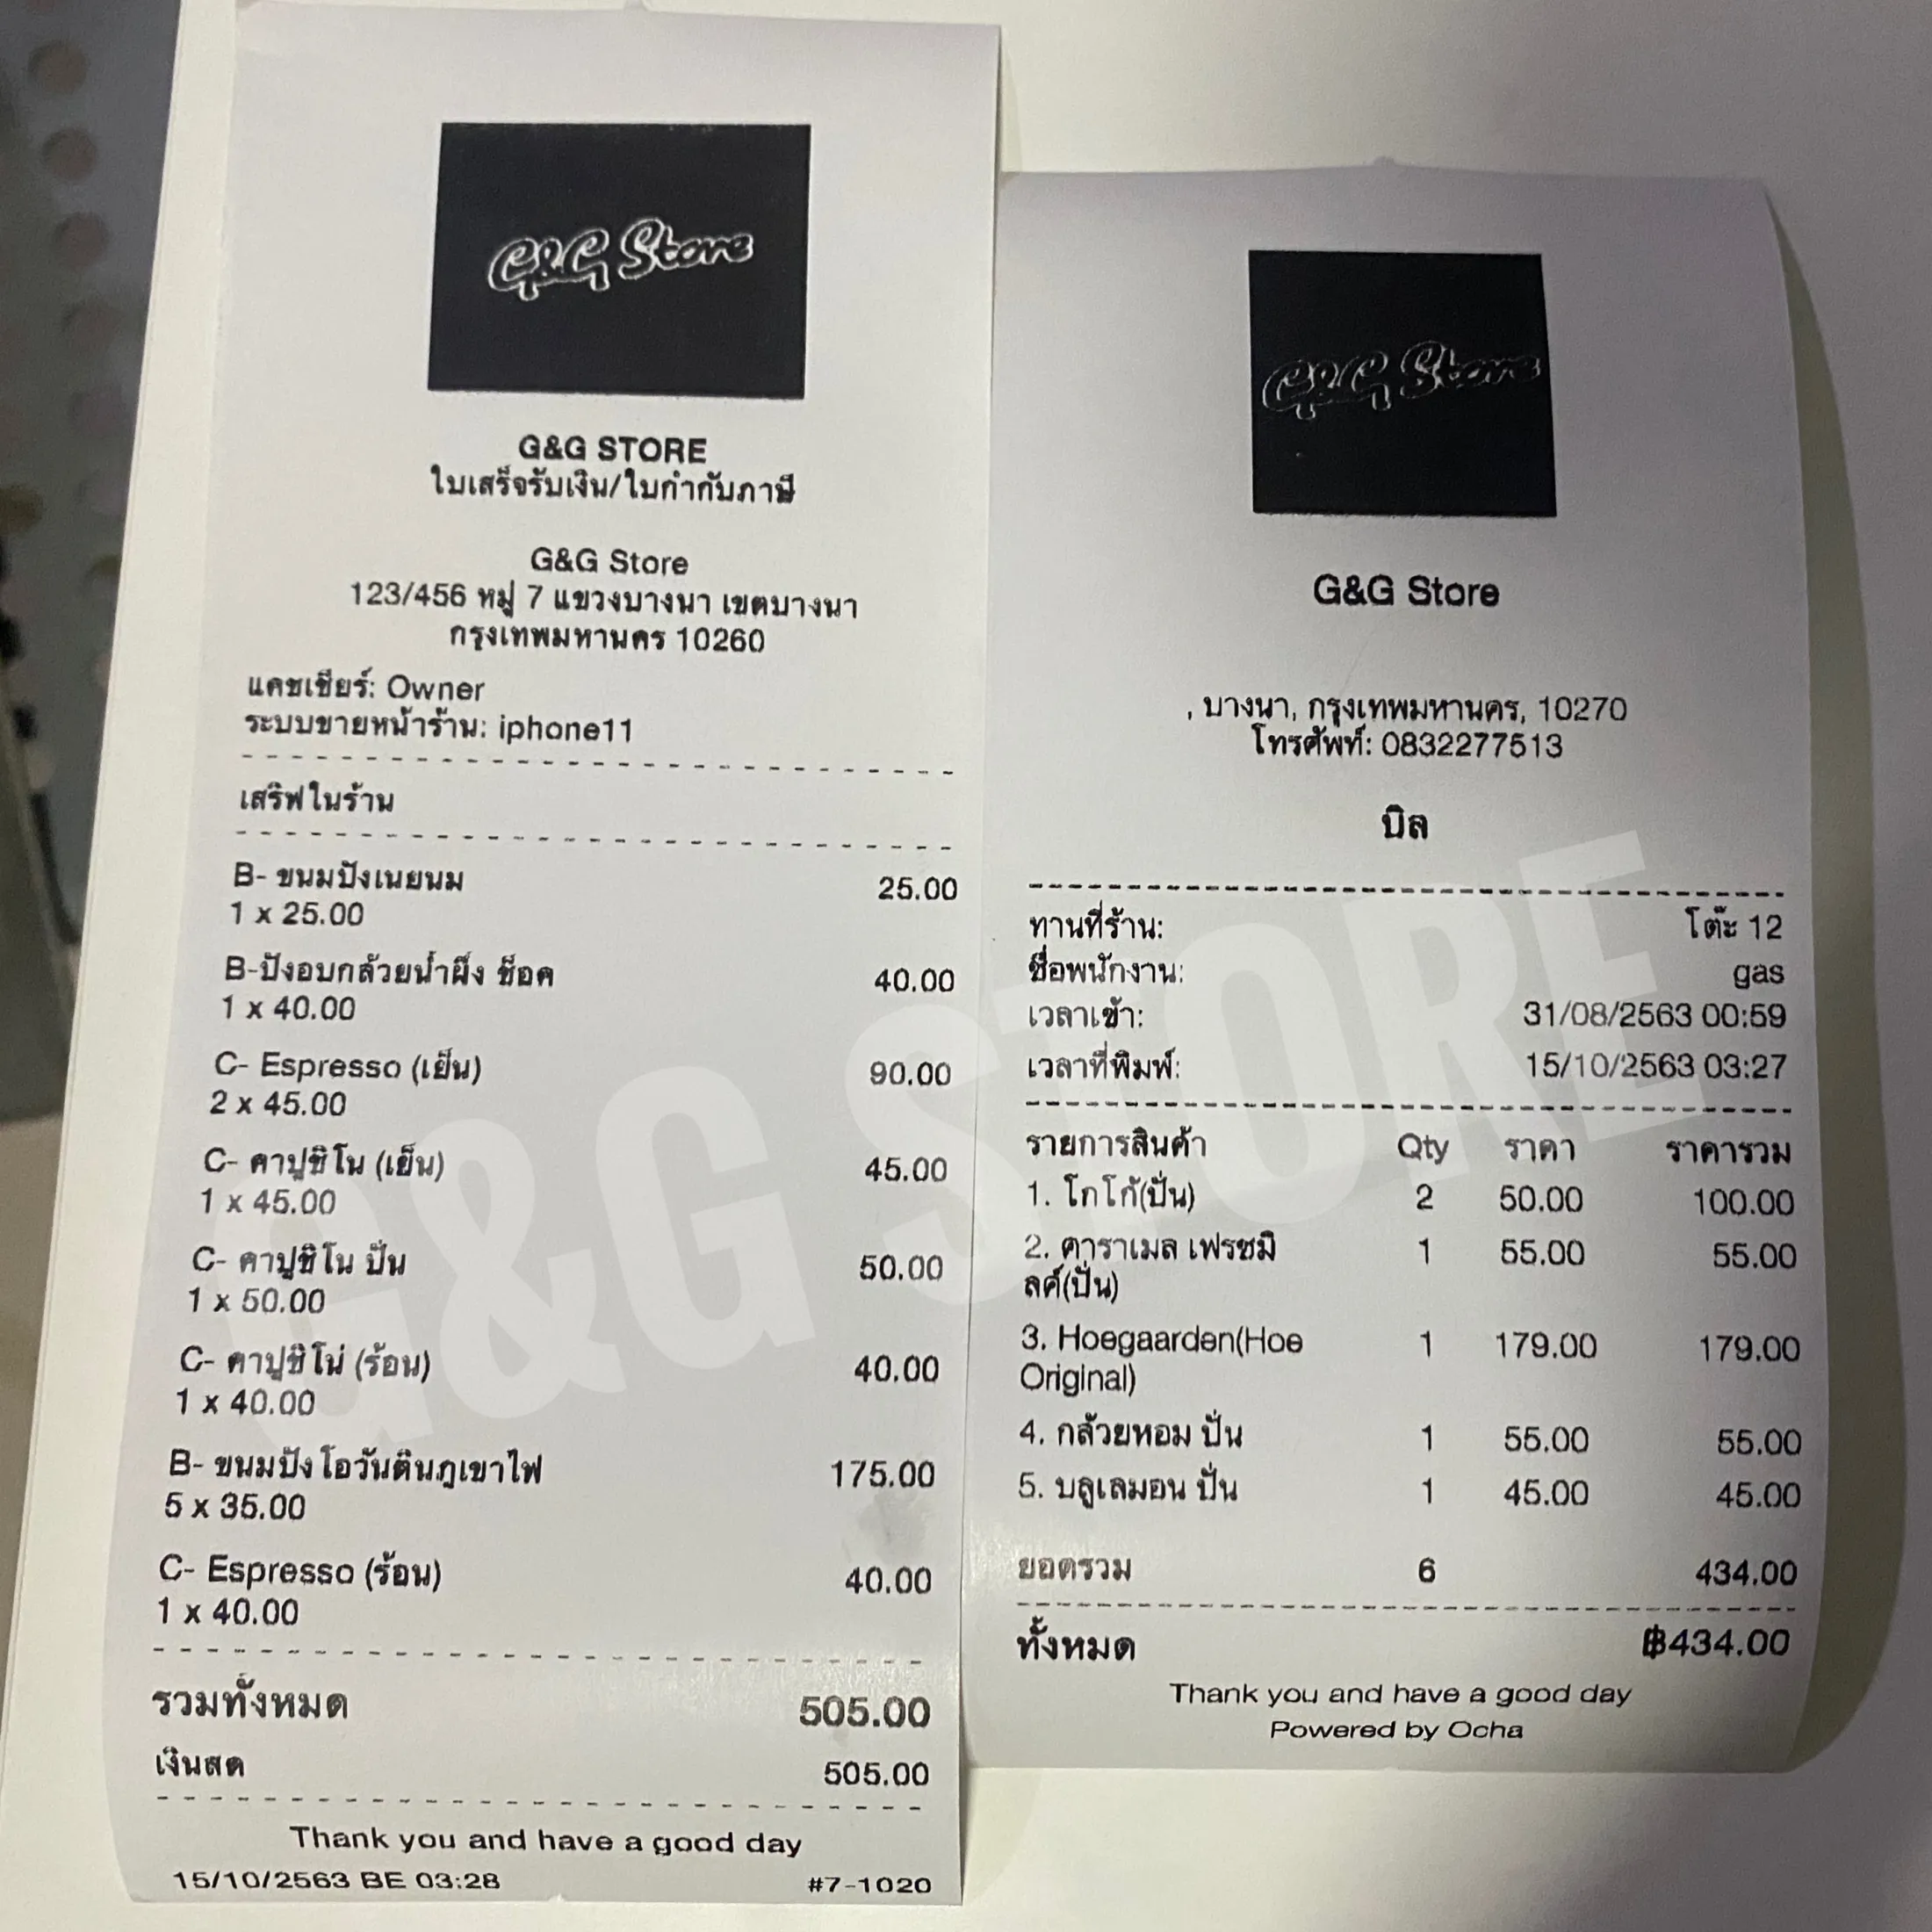 G&G Store
G&G STORE
ใบเสร็จรับเงิน/ใบกำกับภาษี
G&G Store
123/456 หมู่ 7 แขวงบางนา เขตบางนา
กรุงเทพมหานคร 10260
แคชเชียร์: Owner
ระบบขายหน้าร้าน: iphone11
เสริฟในร้าน
B- ขนมปังเนยนม 25.00
1 x 25.00
B-ปังอบกล้วยน้ำผึ้ง ช็อค 40.00
1 x 40.00
C- Espresso (เย็น) 90.00
2 x 45.00
C- คาปูชิโน (เย็น) 45.00
1 x 45.00
C- คาปูชิโน ปั่น 50.00
1 x 50.00
C- คาปูชิโน่ (ร้อน) 40.00
1 x 40.00
B- ขนมปังโอวันตินภูเขาไฟ 175.00
5 x 35.00
C- Espresso (ร้อน) 40.00
1 x 40.00
รวมทั้งหมด 505.00
เงินสด 505.00
Thank you and have a good day
15/10/2563 BE 03:28 #7-1020
G&G Store
G&G Store
, บางนา, กรุงเทพมหานคร, 10270
โทรศัพท์: 0832277513
บิล
ทานที่ร้าน: โต๊ะ 12
ชื่อพนักงาน: gas
เวลาเข้า: 31/08/2563 00:59
เวลาที่พิมพ์: 15/10/2563 03:27
รายการสินค้า Qty ราคา ราคารวม
1. โกโก้(ปั่น) 2 50.00 100.00
2. คาราเมล เฟรชมิ 1 55.00 55.00
ลค์(ปั่น)
3. Hoegaarden(Hoe 1 179.00 179.00
Original)
4. กล้วยหอม ปั่น 1 55.00 55.00
5. บลูเลมอน ปั่น 1 45.00 45.00
ยอดรวม 6 434.00
ทั้งหมด ฿434.00
Thank you and have a good day
Powered by Ocha
G&G STORE